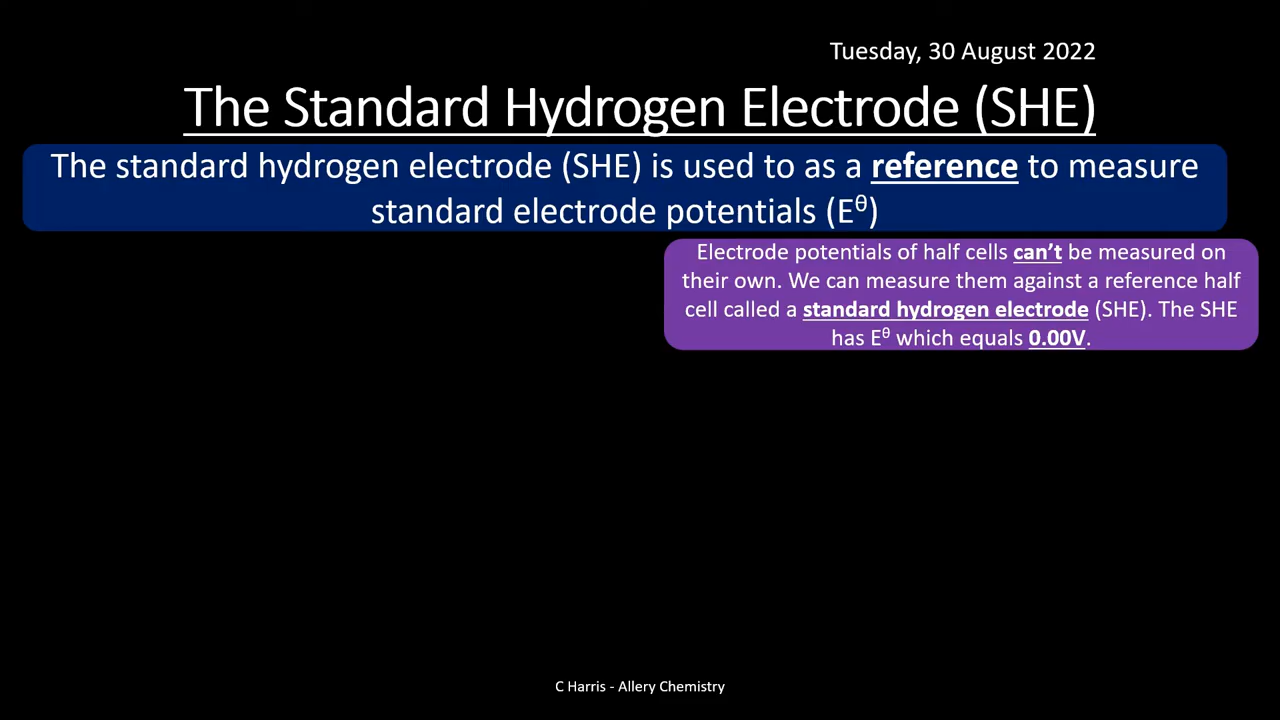 Tuesday, 30 August 2022
The Standard Hydrogen Electrode (SHE)
The standard hydrogen electrode (SHE) is used to as a reference to measure
standard electrode potentials (Eᶿ)
Electrode potentials of half cells can’t be measured on
their own. We can measure them against a reference half
cell called a standard hydrogen electrode (SHE). The SHE
has Eᶿ which equals 0.00V.
C Harris - Allery Chemistry